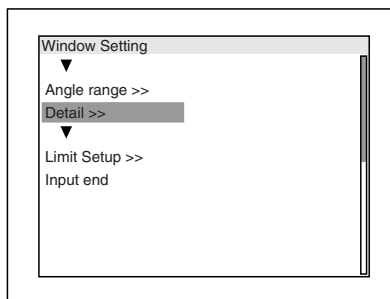 Window Setting
▼
Angle range >>
Detail >>
▼
Limit Setup >>
Input end